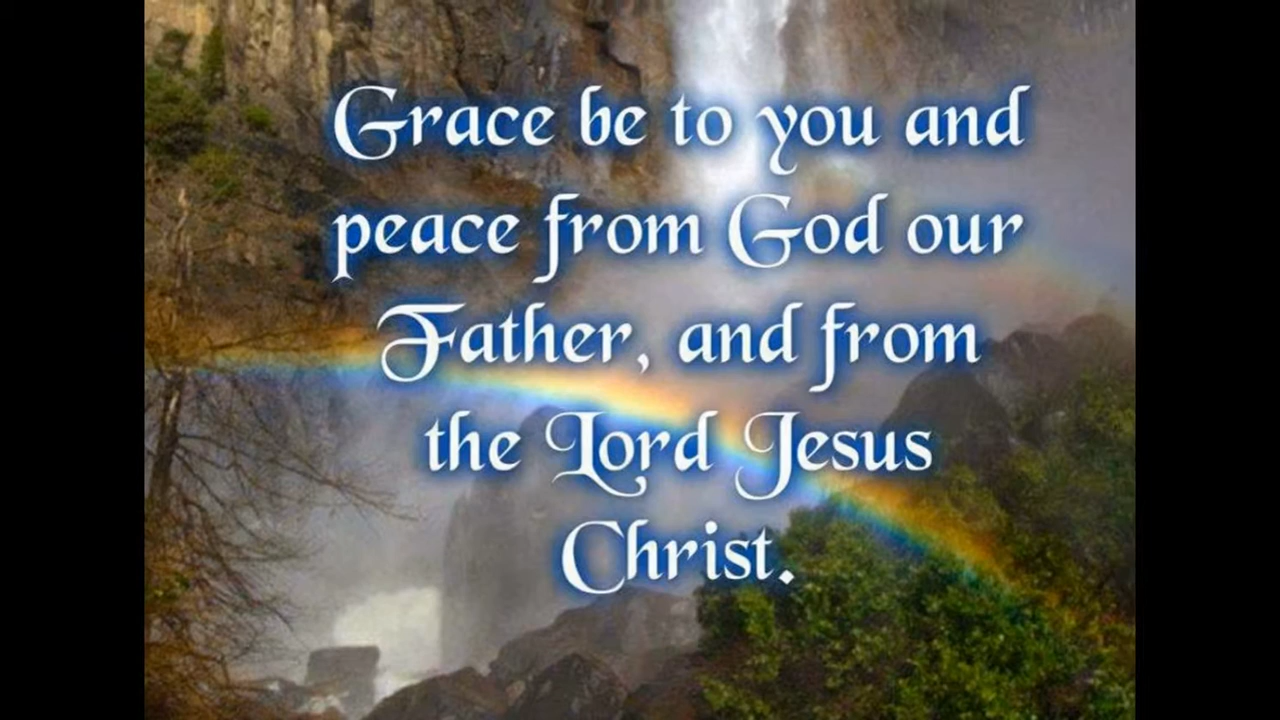 Grace be to you and
peace from God our
Father, and from
the Lord Jesus
Christ.